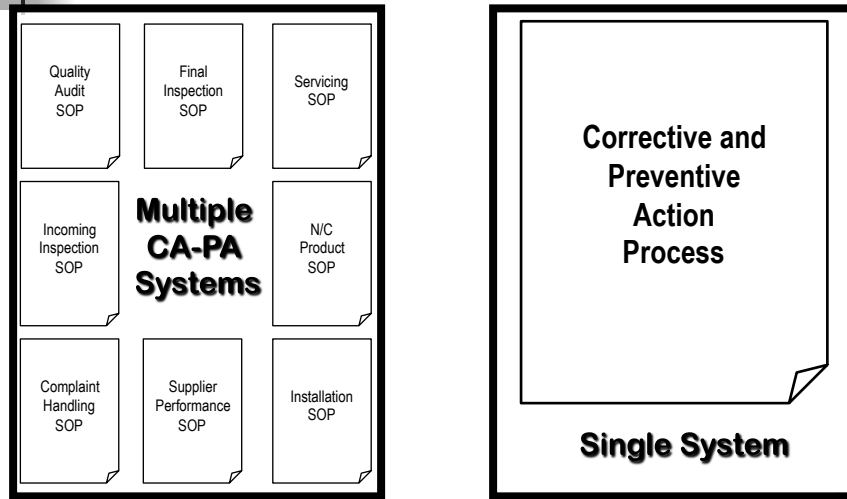 Quality
Audit
SOP
Final
Inspection
SOP
Servicing
SOP
Incoming
Inspection
SOP
Multiple
CA-PA
Systems
N/C
Product
SOP
Complaint
Handling
SOP
Supplier
Performance
SOP
Installation
SOP
Corrective and
Preventive
Action
Process
Single System